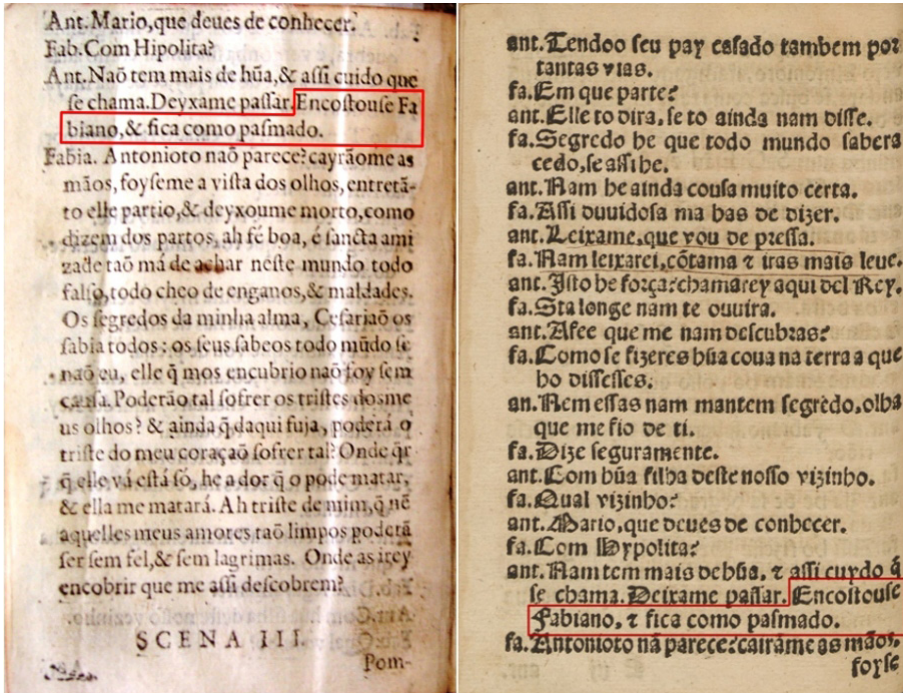 Ant. Mario, que deues de conhecer.
Fab. Com Hipolita?
Ant. Naõ tem mais de hũa, & assi cuido que
se chama. Deyxame passar. Encostouse Fa
biano, & fica como pasmado.
Fabia. Antonioto naõ parece? cayrãome as
mãos, foyseme a vista dos olhos, entretã-
to elle partio, & deyxoume morto, como
dizem dos partos, ah fé boa, é sancta ami
zade taõ má de achar neste mundo todo
falso, todo cheo de enganos, & maldades.
Os segredos da minha alma, Cesariaõ os
sabia todos: os seus sabeos todo mũdo se
naõ eu, elle q̃ mos encubrio naõ foy sem
causa. Poderão tal sofrer os tristes dosme
us olhos? & ainda q̃ daqui fuja, poderá o
triste do meu coraçaõ sofrer tal? Onde q̃r
q̃ elle vá está só, he a dor q̃ o pode matar,
& ella me matará. Ah triste de mim, q̃ nẽ
aquelles meus amores taõ limpos poderã
ser sem fel, & sem lagrimas. Onde as irey
encobrir que me assi descobrem?
SCENA III.
Pom-
ant. Tendoo seu pay casado tambem por
tantas vias.
fa. Em que parte?
ant. Elle to dira, se to ainda nam disse.
fa. Segredo he que todo mundo sabera
cedo, se assi he.
ant. Nam he ainda cousa muito certa.
fa. Assi duuidosa ma has de dizer.
ant. Leixame, que vou de pressa.
fa. Nam leixarei, cõtama ⁊ iras mais leue.
ant. Isto he força? chamarey aqui del Rey.
fa. Sta longe nam te ouuira.
ant. Afee que me nam descubras?
fa. Como se fizeres hũa coua na terra a que
ho dissesses.
an. Nem essas nam mantem segredo, olha
que me fio de ti.
fa. Dize seguramente.
ant. Com hũa filha deste nosso vizinho.
fa. Qual vizinho?
ant. Mario, que deues de conhecer.
fa. Com Hypolita?
ant. Nam tem mais de hũa, ⁊ assi cuydo q̃
se chama. Deixame passar. Encostouse
Fabiano, ⁊ fica como pasmado.
fa. Antonioto nã parece? cairãme as mãos,
foyse